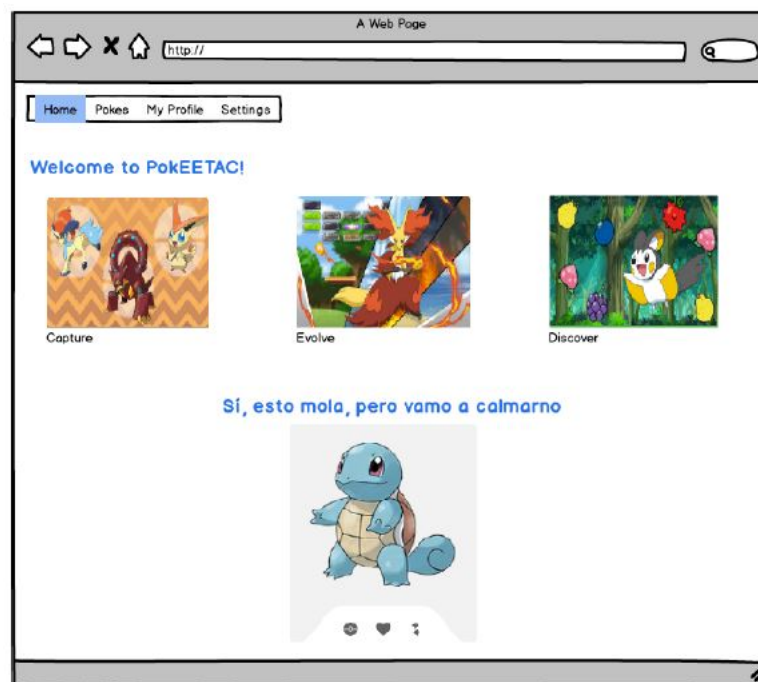 A Web Page
http://
Home Pokes My Profile Settings
Welcome to PokEETAC!
Capture Evolve Discover
Sí, esto mola, pero vamo a calmarno